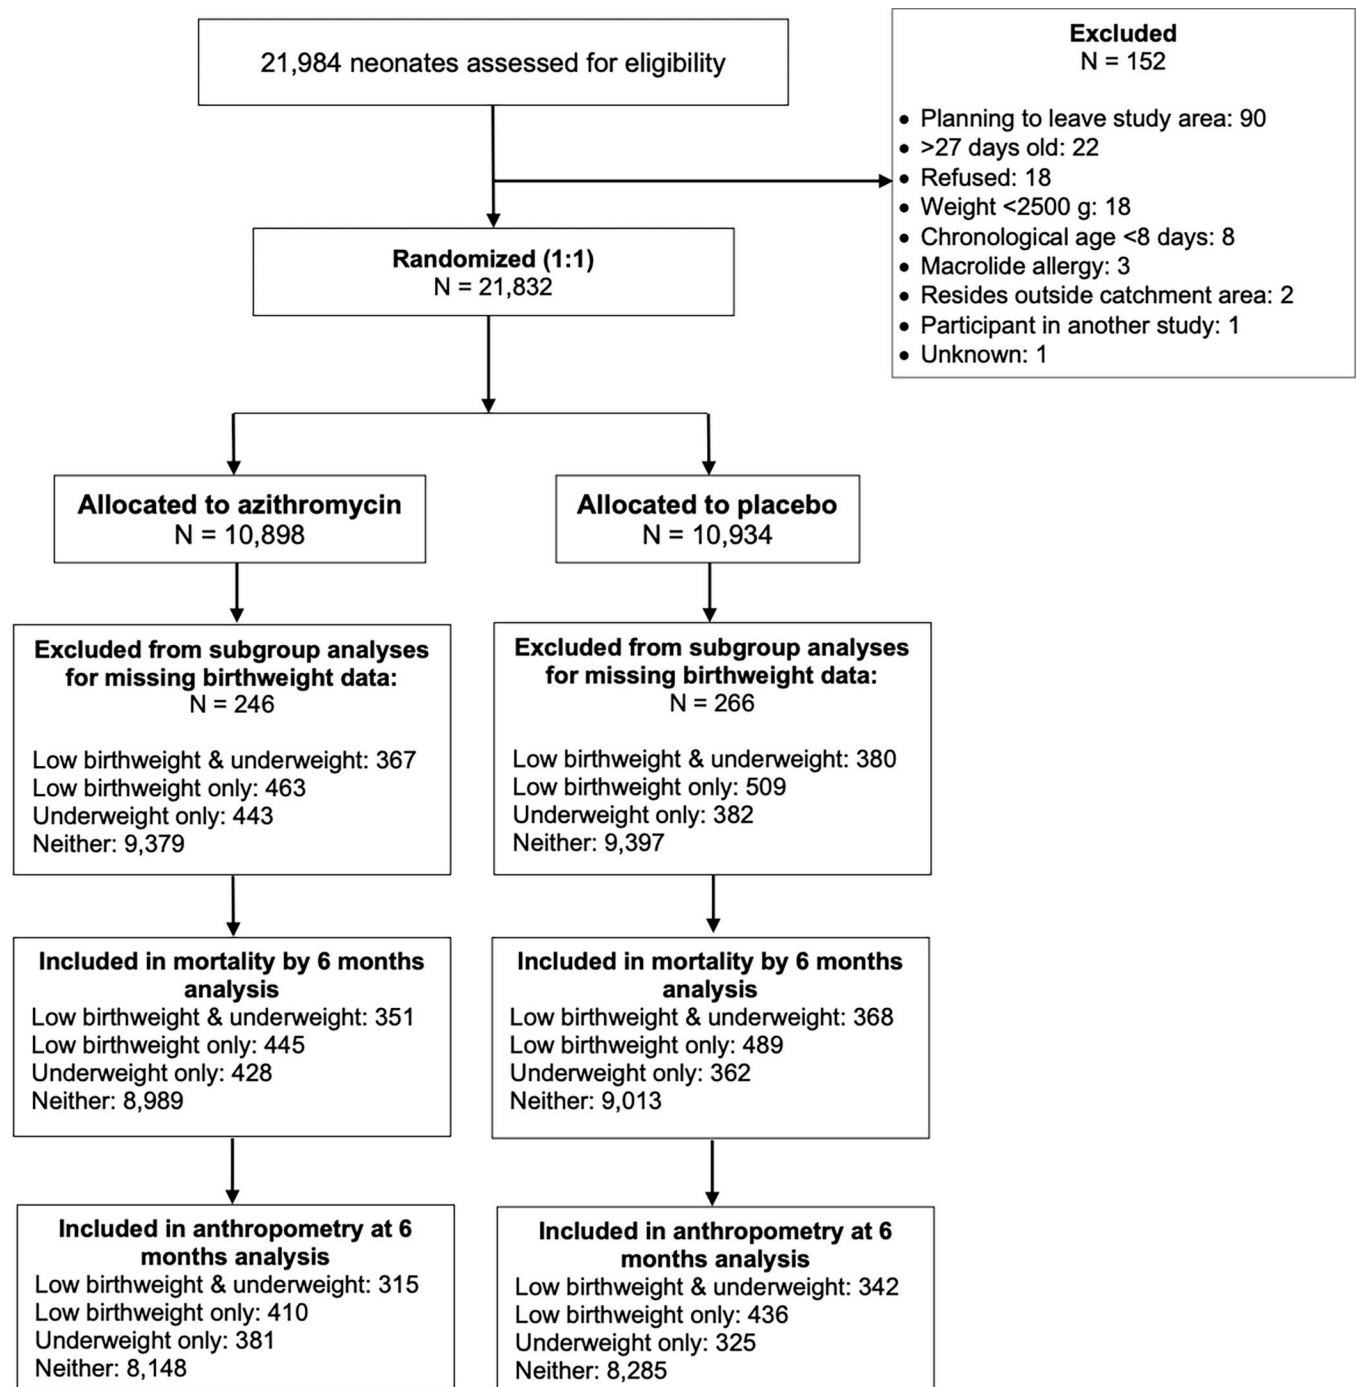 21,984 neonates assessed for eligibility
Excluded
N = 152
• Planning to leave study area: 90
• >27 days old: 22
• Refused: 18
• Weight <2500 g: 18
• Chronological age <8 days: 8
• Macrolide allergy: 3
• Resides outside catchment area: 2
• Participant in another study: 1
• Unknown: 1
Randomized (1:1)
N = 21,832
Allocated to azithromycin
N = 10,898
Allocated to placebo
N = 10,934
Excluded from subgroup analyses
for missing birthweight data:
N = 246
Low birthweight & underweight: 367
Low birthweight only: 463
Underweight only: 443
Neither: 9,379
Excluded from subgroup analyses
for missing birthweight data:
N = 266
Low birthweight & underweight: 380
Low birthweight only: 509
Underweight only: 382
Neither: 9,397
Included in mortality by 6 months
analysis
Low birthweight & underweight: 351
Low birthweight only: 445
Underweight only: 428
Neither: 8,989
Included in mortality by 6 months
analysis
Low birthweight & underweight: 368
Low birthweight only: 489
Underweight only: 362
Neither: 9,013
Included in anthropometry at 6
months analysis
Low birthweight & underweight: 315
Low birthweight only: 410
Underweight only: 381
Neither: 8,148
Included in anthropometry at 6
months analysis
Low birthweight & underweight: 342
Low birthweight only: 436
Underweight only: 325
Neither: 8,285